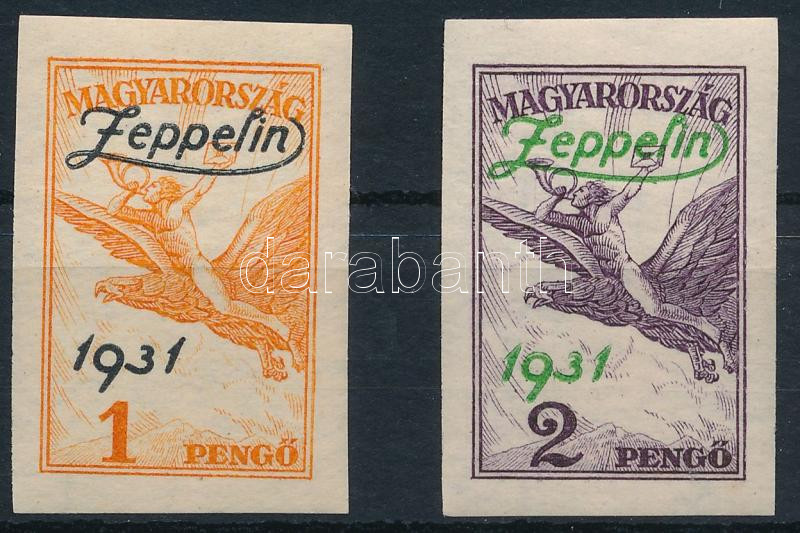 MAGYARORSZÁG
Zeppelin
1931
1 PENGŐ
MAGYARORSZÁG
Zeppelin
1931
2 PENGŐ
darabanth